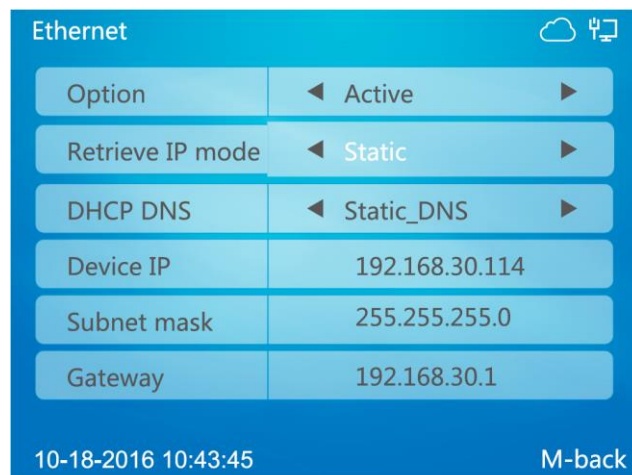 Ethernet
Option Active
Retrieve IP mode Static
DHCP DNS Static_DNS
Device IP 192.168.30.114
Subnet mask 255.255.255.0
Gateway 192.168.30.1
10-18-2016 10:43:45 M-back